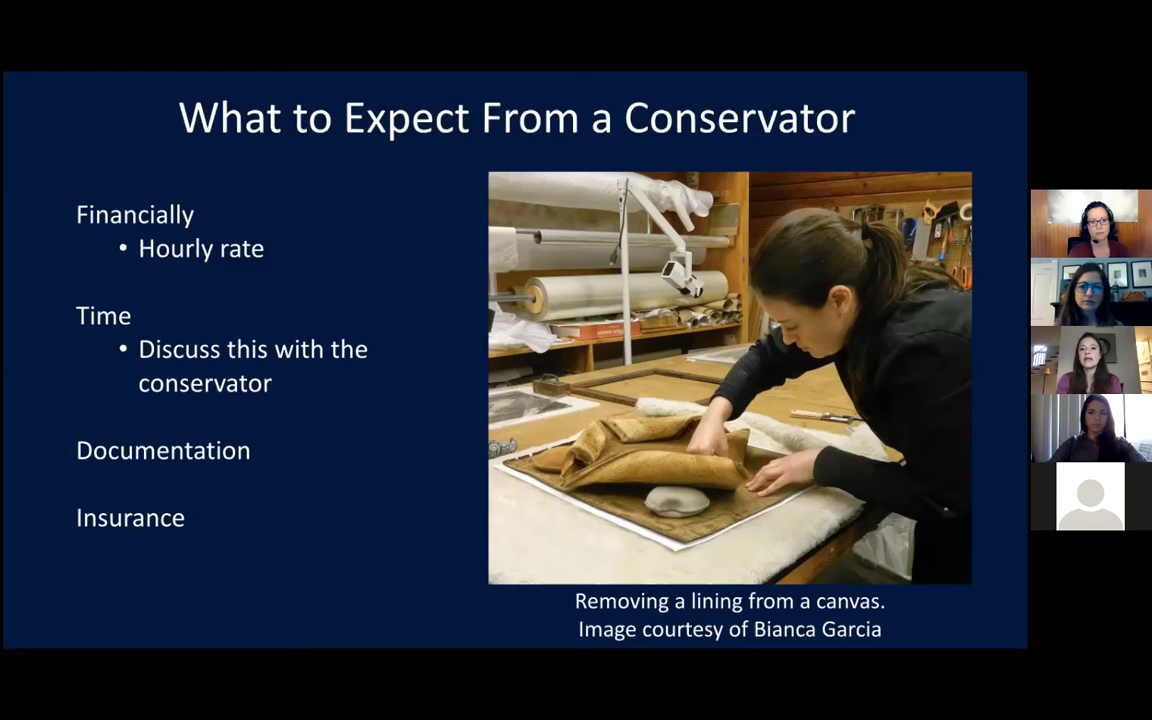 What to Expect From a Conservator
Financially
• Hourly rate
Time
• Discuss this with the
conservator
Documentation
Insurance
Removing a lining from a canvas.
Image courtesy of Bianca Garcia